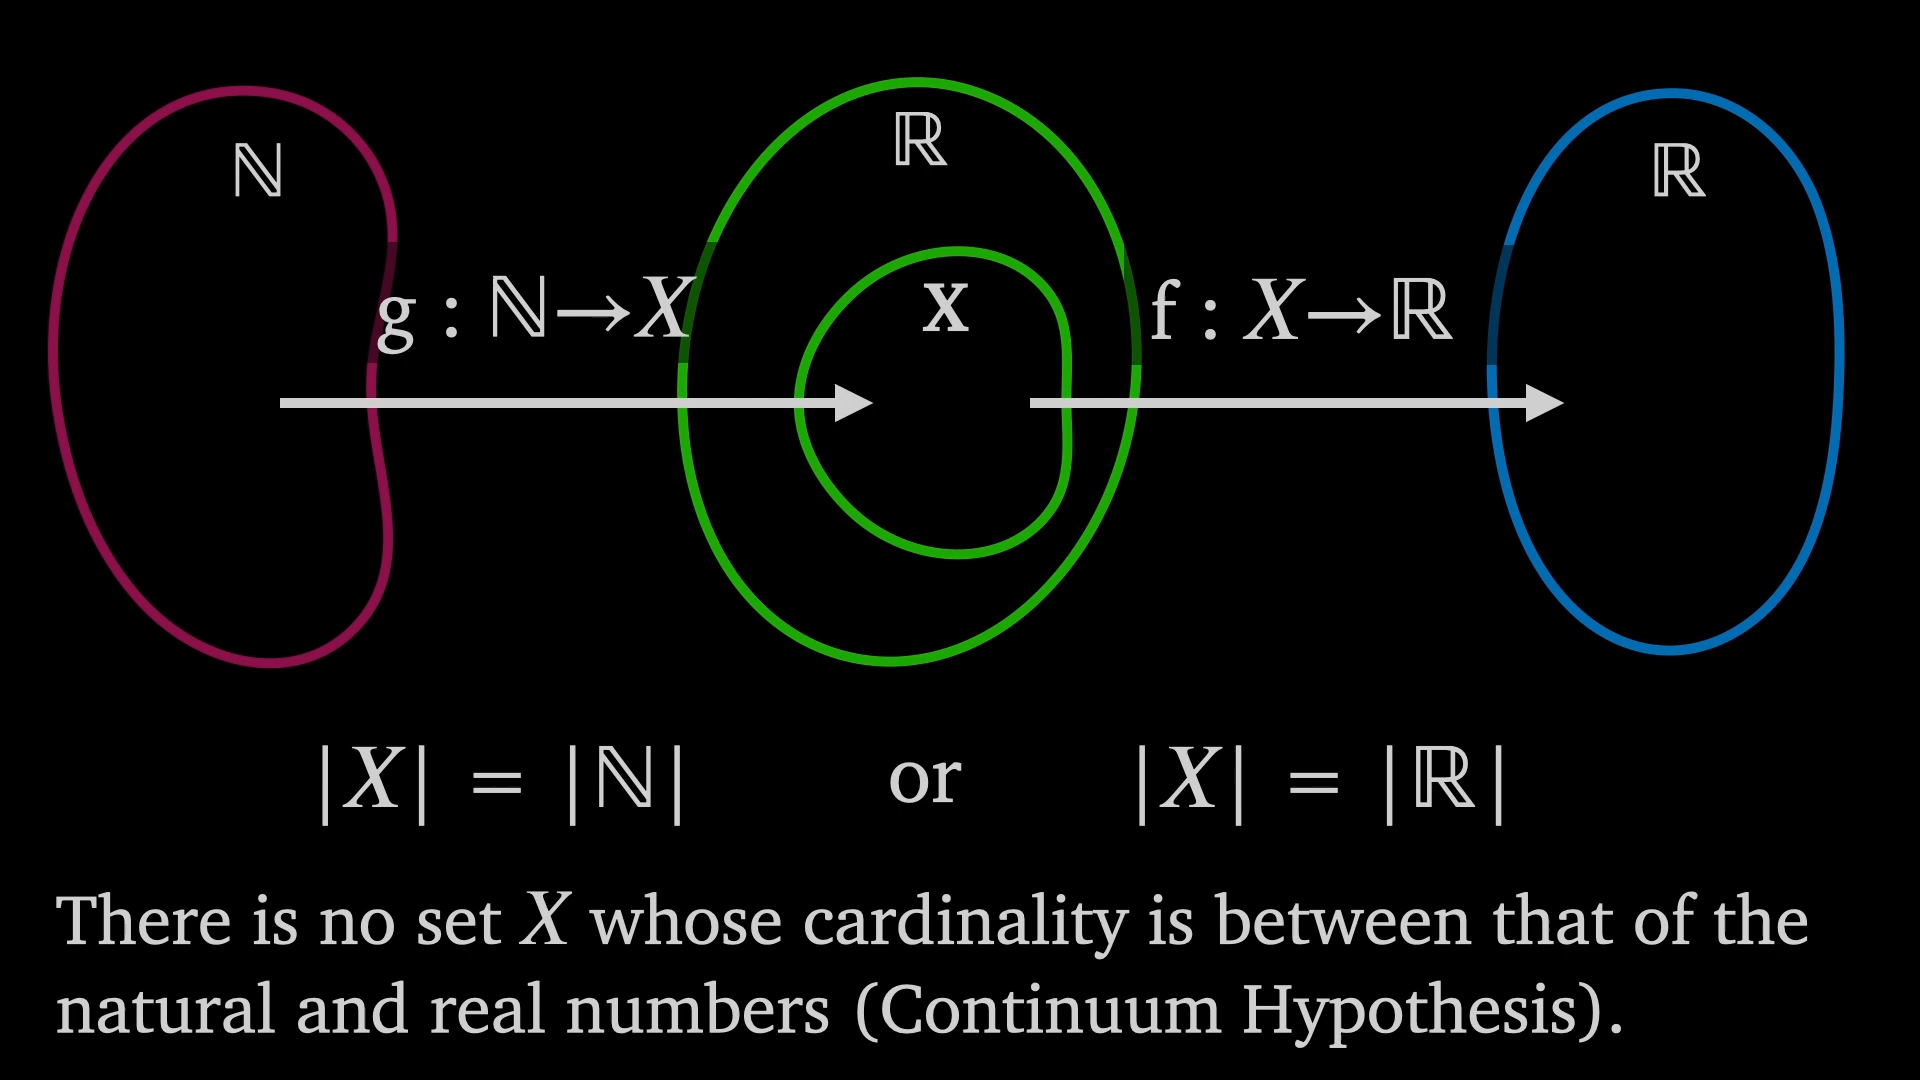 ℕ ℝ ℝ
g : ℕ→X X f : X→ℝ
|X| = |ℕ| or |X| = |ℝ|
There is no set X whose cardinality is between that of the
natural and real numbers (Continuum Hypothesis).